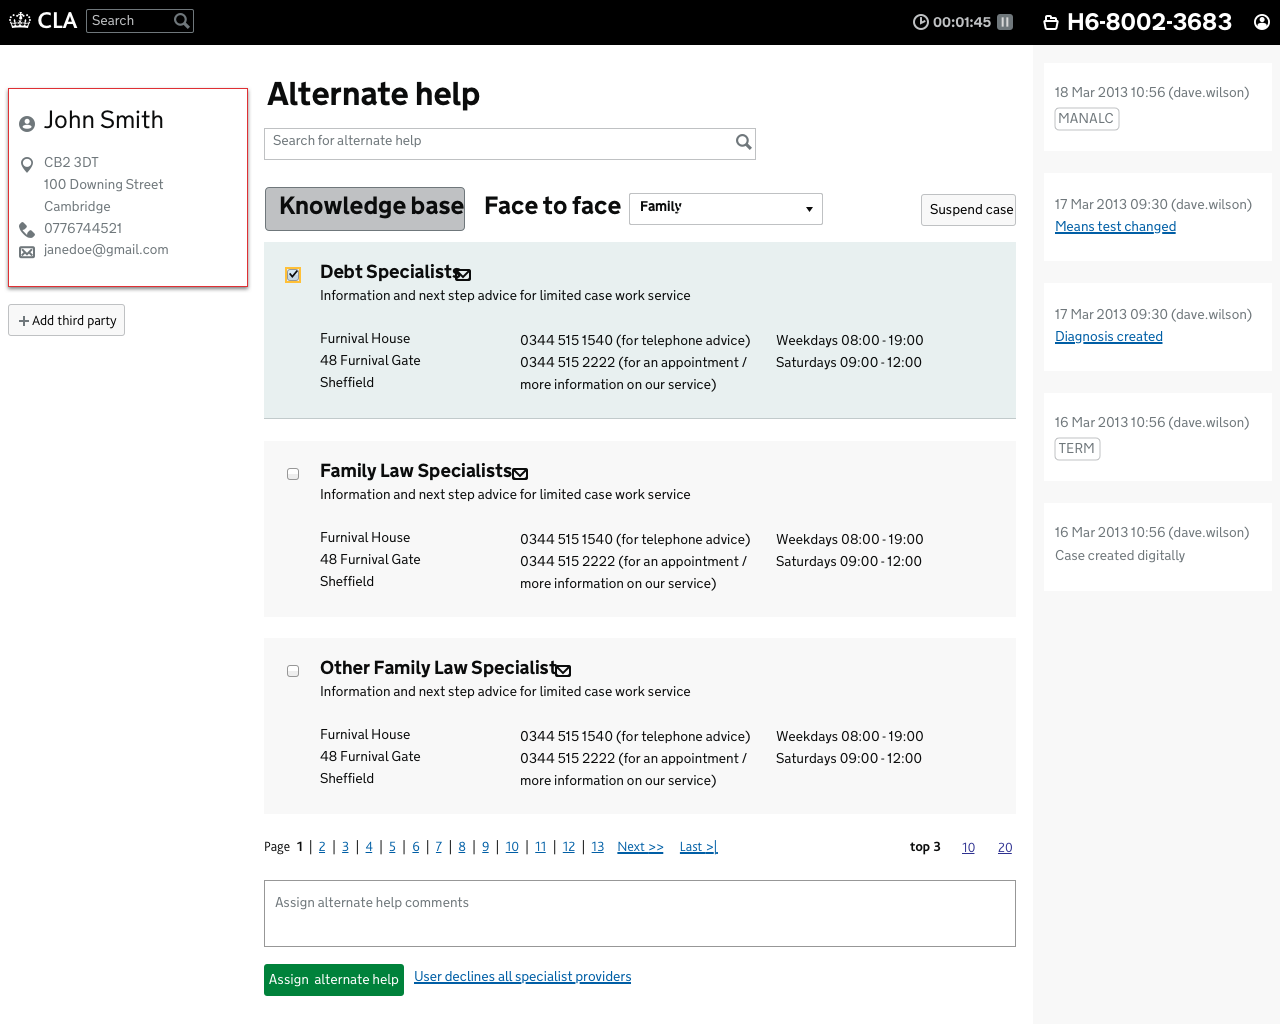 CLA
Search
00:01:45
H6-8002-3683
John Smith
CB2 3DT
100 Downing Street
Cambridge
0776744521
janedoe@gmail.com
Add third party
Alternate help
Search for alternate help
Knowledge base
Face to face
Family
Suspend case
Debt Specialists
Information and next step advice for limited case work service
Furnival House
48 Furnival Gate
Sheffield
0344 515 1540 (for telephone advice)
0344 515 2222 (for an appointment /
more information on our service)
Weekdays 08:00 - 19:00
Saturdays 09:00 - 12:00
Family Law Specialists
Information and next step advice for limited case work service
Furnival House
48 Furnival Gate
Sheffield
0344 515 1540 (for telephone advice)
0344 515 2222 (for an appointment /
more information on our service)
Weekdays 08:00 - 19:00
Saturdays 09:00 - 12:00
Other Family Law Specialist
Information and next step advice for limited case work service
Furnival House
48 Furnival Gate
Sheffield
0344 515 1540 (for telephone advice)
0344 515 2222 (for an appointment /
more information on our service)
Weekdays 08:00 - 19:00
Saturdays 09:00 - 12:00
Page 1 | 2 | 3 | 4 | 5 | 6 | 7 | 8 | 9 | 10 | 11 | 12 | 13 Next >> Last >|
top 3 10 20
Assign alternate help comments
Assign alternate help
User declines all specialist providers
18 Mar 2013 10:56 (dave.wilson)
MANALC
17 Mar 2013 09:30 (dave.wilson)
Means test changed
17 Mar 2013 09:30 (dave.wilson)
Diagnosis created
16 Mar 2013 10:56 (dave.wilson)
TERM
16 Mar 2013 10:56 (dave.wilson)
Case created digitally